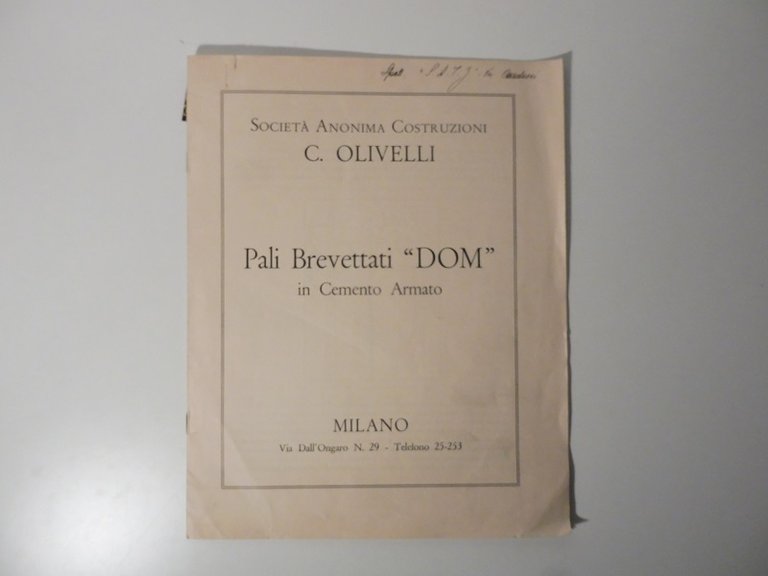 SOCIETÀ ANONIMA COSTRUZIONI
C. OLIVELLI
Pali Brevettati “DOM”
in Cemento Armato
MILANO
Via Dall'Ongaro N. 29 - Telefono 25-253